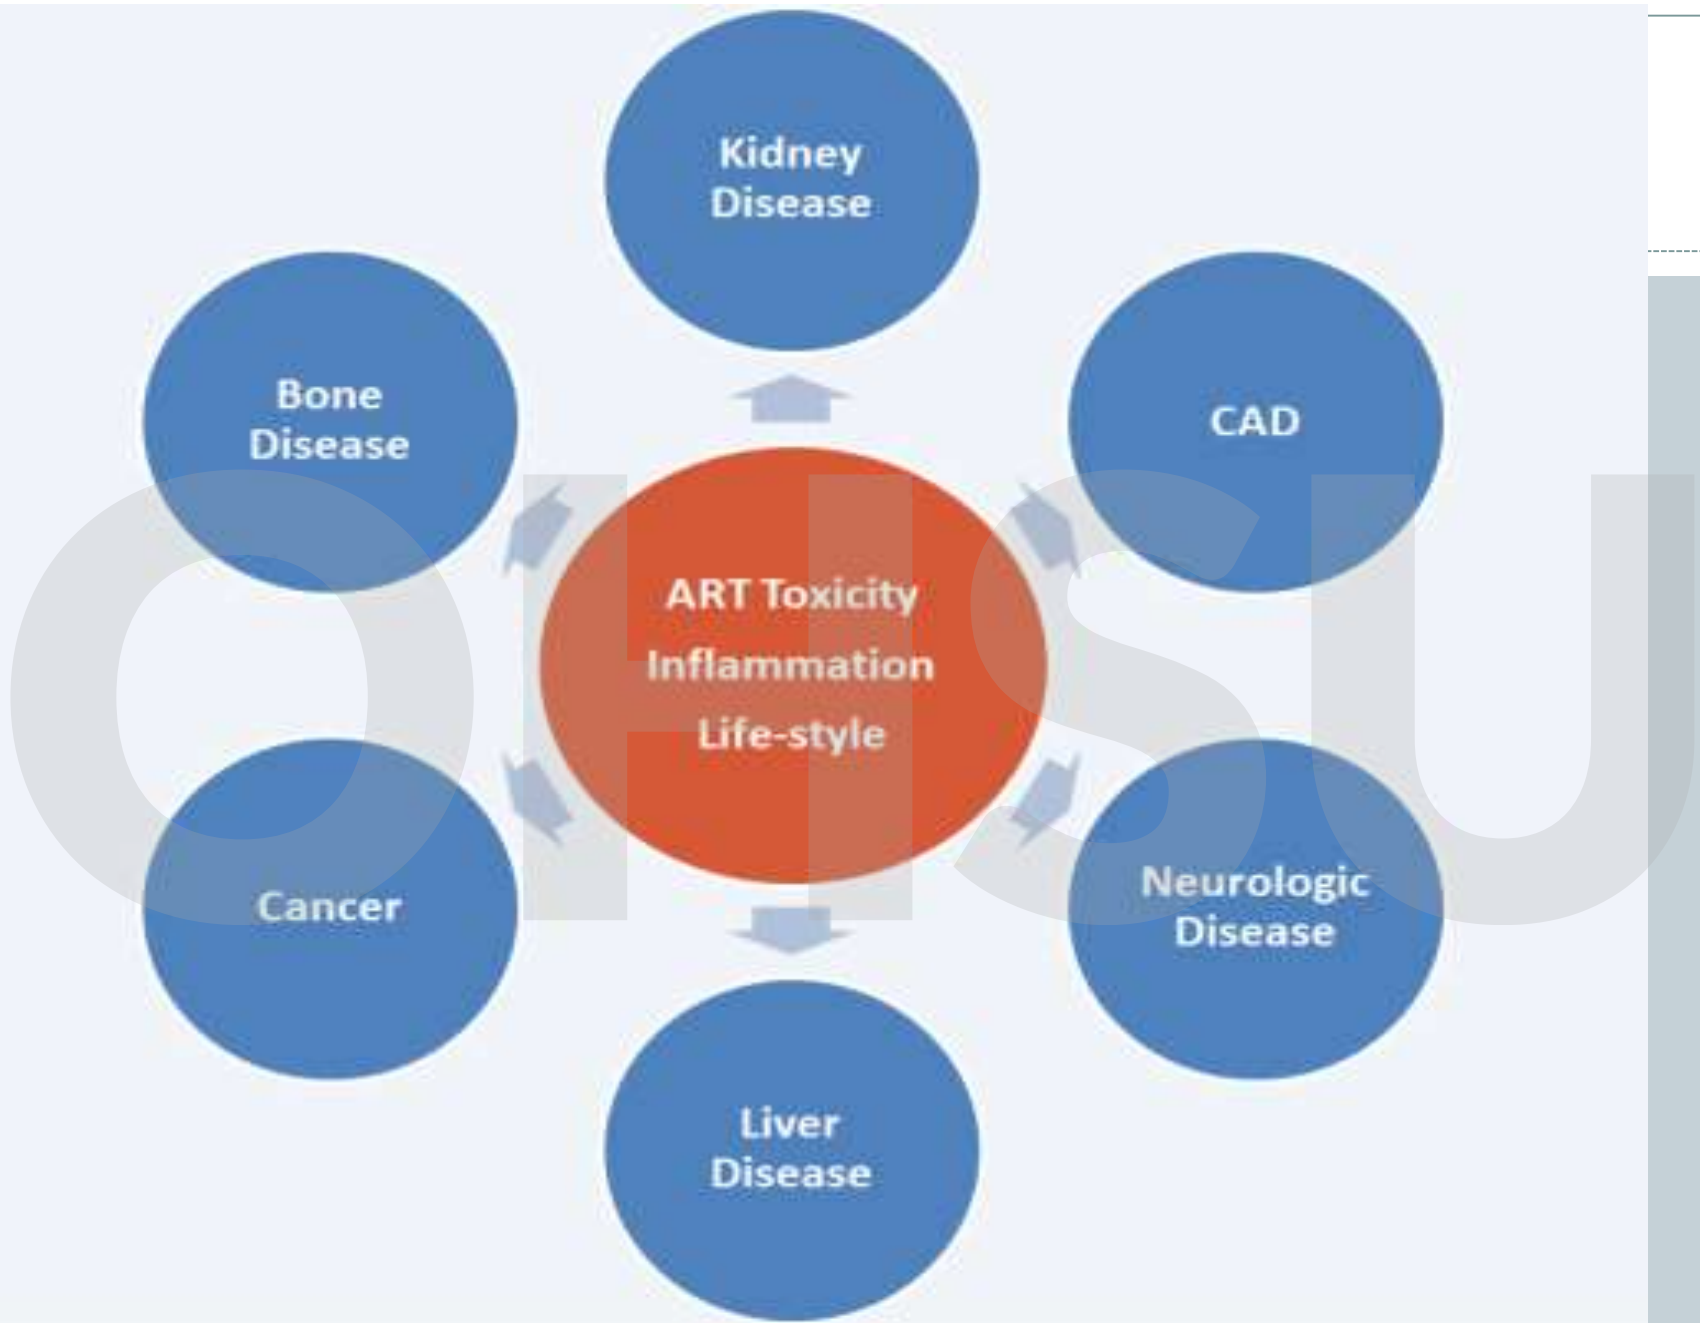 Kidney
Disease
Bone
Disease
CAD
ART Toxicity
Inflammation
Life-style
Cancer
Neurologic
Disease
Liver
Disease
OHSU